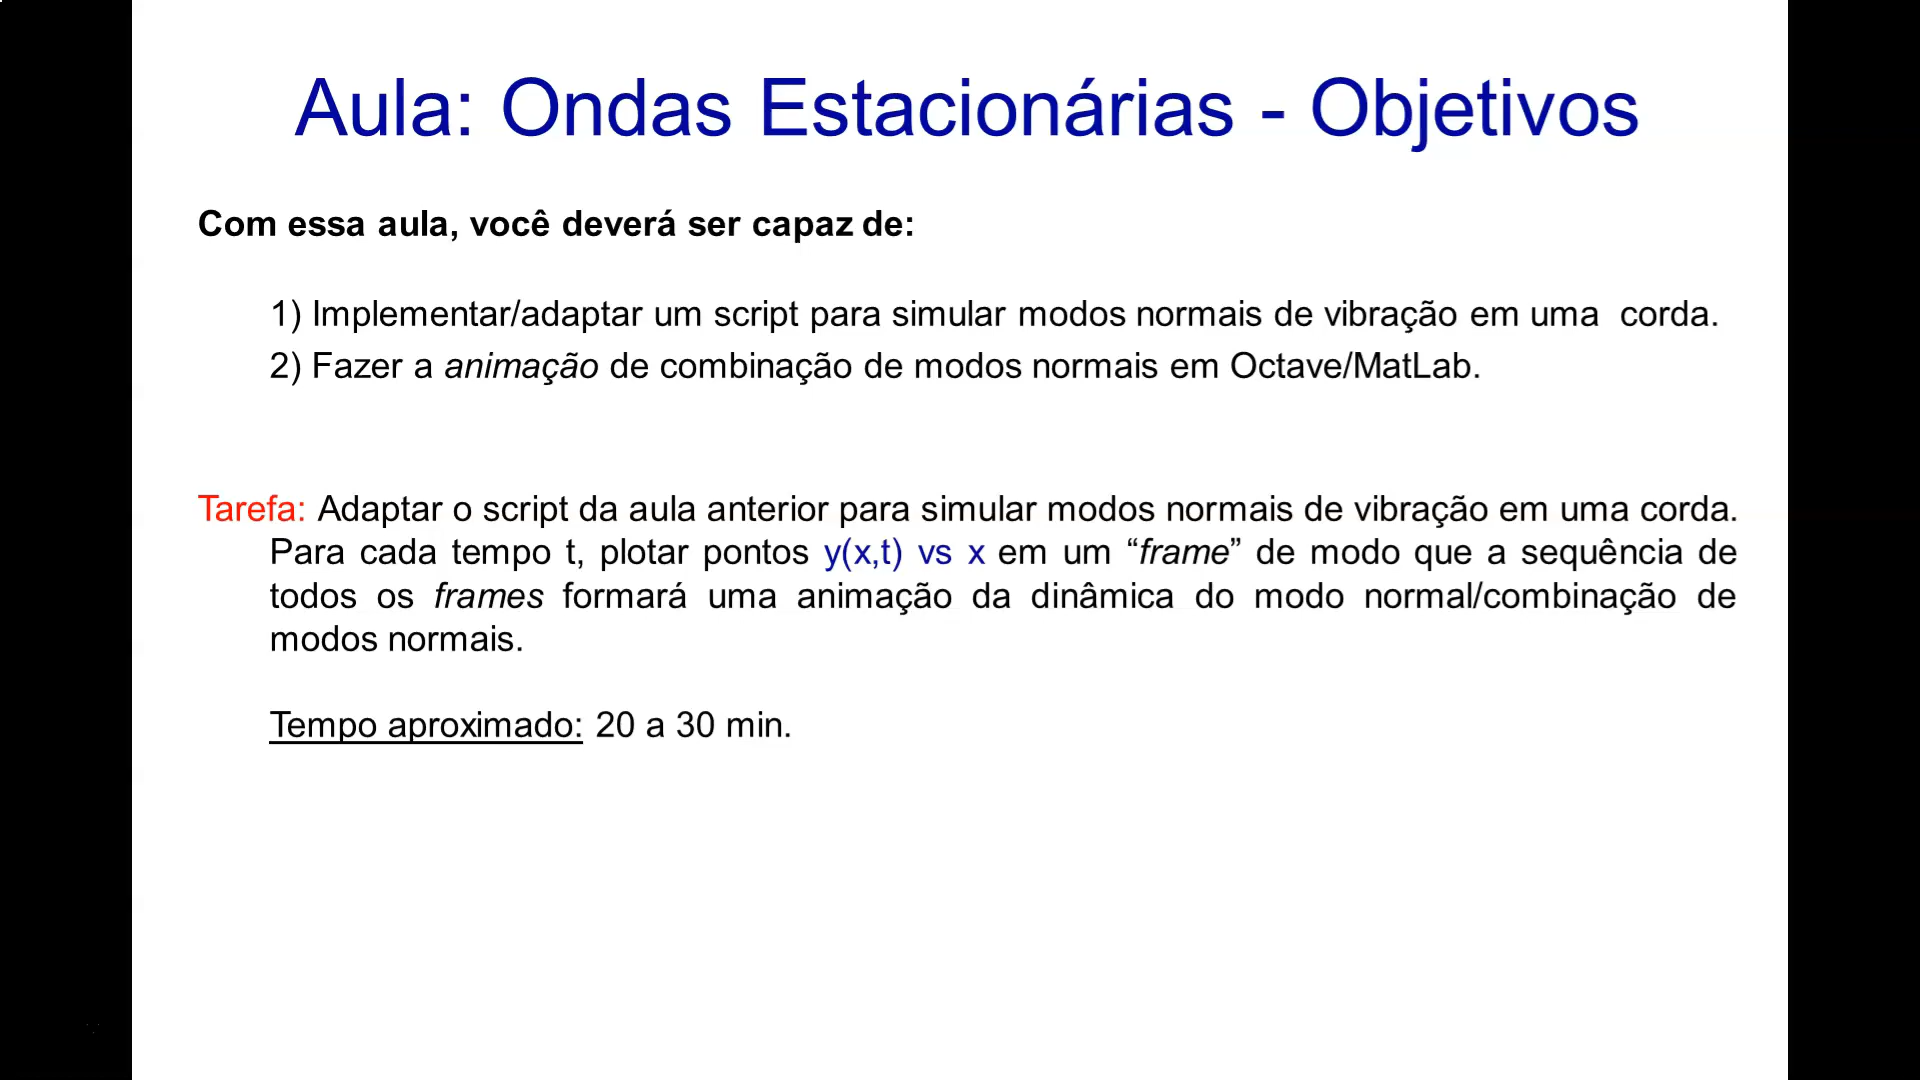 Aula: Ondas Estacionárias - Objetivos
Com essa aula, você deverá ser capaz de:
1) Implementar/adaptar um script para simular modos normais de vibração em uma corda.
2) Fazer a animação de combinação de modos normais em Octave/MatLab.
Tarefa: Adaptar o script da aula anterior para simular modos normais de vibração em uma corda.
Para cada tempo t, plotar pontos y(x,t) vs x em um “frame” de modo que a sequência de
todos os frames formará uma animação da dinâmica do modo normal/combinação de
modos normais.
Tempo aproximado: 20 a 30 min.